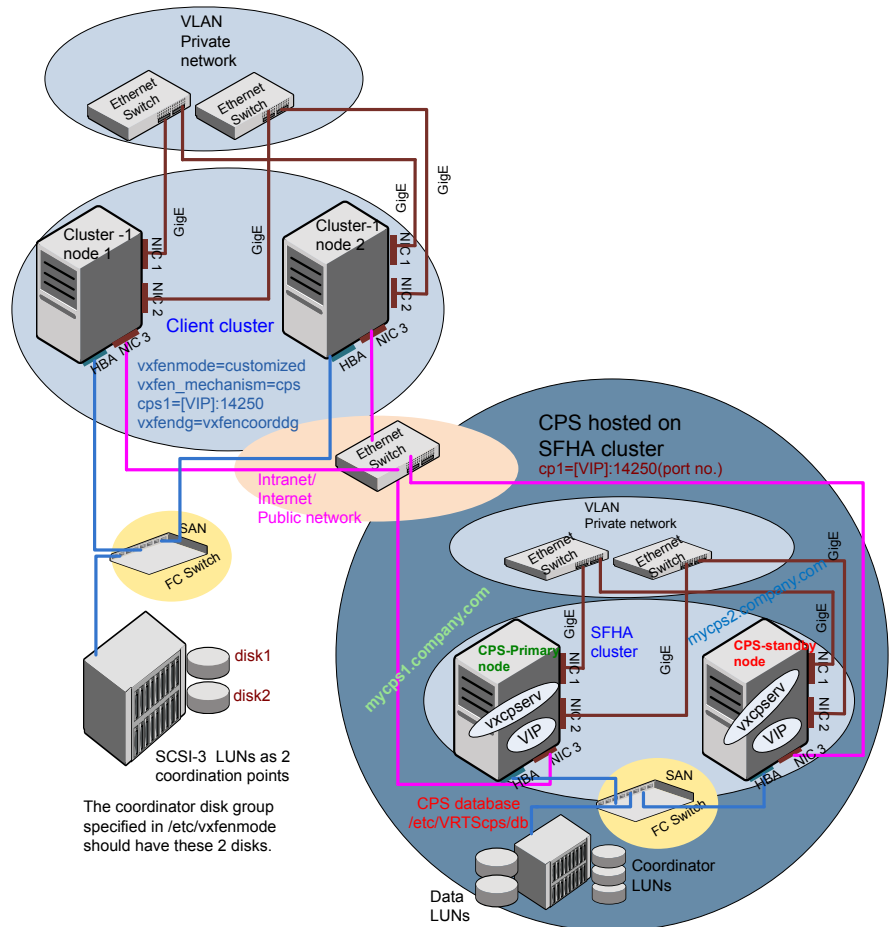 VLAN
Private
network
Ethernet
Switch
Ethernet
Switch
GigE
GigE
GigE
GigE
Cluster -1
node 1
NIC 1
NIC 2
HBA
NIC 3
Cluster-1
node 2
NIC 1
NIC 2
HBA
NIC 3
Client cluster
vxfenmode=customized
vxfen_mechanism=cps
cps1=[VIP]:14250
vxfendg=vxfencoorddg
Ethernet
Switch
Intranet/
Internet
Public network
SAN
FC Switch
disk1
disk2
SCSI-3 LUNs as 2
coordination points
The coordinator disk group
specified in /etc/vxfenmode
should have these 2 disks.
CPS hosted on
SFHA cluster
cp1=[VIP]:14250(port no.)
VLAN
Private network
Ethernet
Switch
Ethernet
Switch
GigE
GigE
GigE
mycps1.company.com
mycps2.company.com
SFHA
cluster
CPS-Primary
node
NIC 1
NIC 2
vxcpserv
VIP
HBA
NIC 3
CPS-standby
node
NIC 1
NIC 2
vxcpserv
VIP
HBA
NIC 3
SAN
FC Switch
CPS database
/etc/VRTScps/db
Data
LUNs
Coordinator
LUNs